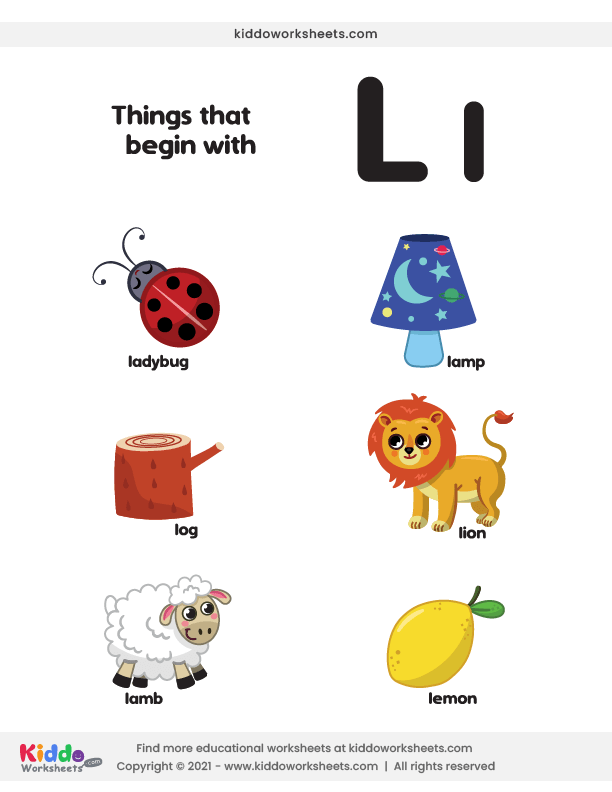 kiddoworksheets.com
Things that
begin with
L l
ladybug
lamp
log
lion
lamb
lemon
Kiddo
Worksheets
.com
Find more educational worksheets at kiddoworksheets.com
Copyright © 2021 - www.kiddoworksheets.com | All rights reserved